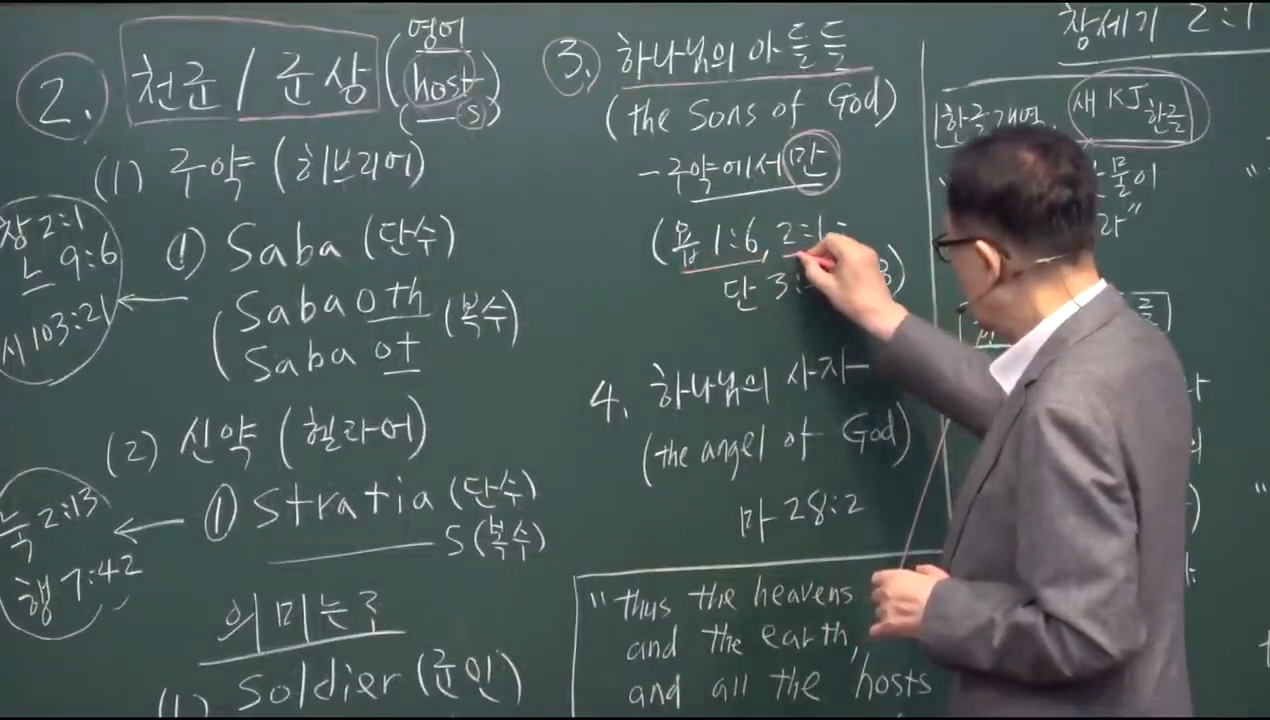 2. 천군 / 군상 (영어 host s)
(1) 구약 (히브리어)
창 2:1
느 9:6
시 103:21
① Saba (단수)
(Sabaoth (복수)
Sabaot
(2) 신약 (헬라어)
눅 2:13
행 7:42
① Stratia (단수)
S (복수)
의미는?
(1) Soldier (군인)
3. 하나님의 아들들
(the Sons of God)
- 구약에서만
(욥 1:6, 2:1
단 3:
4. 하나님의 사자
(the angel of God)
마 28:2
"thus the heavens
and the earth,
and all the hosts
창세기 2:1
한글개역 새 KJ 한글
물이
라"